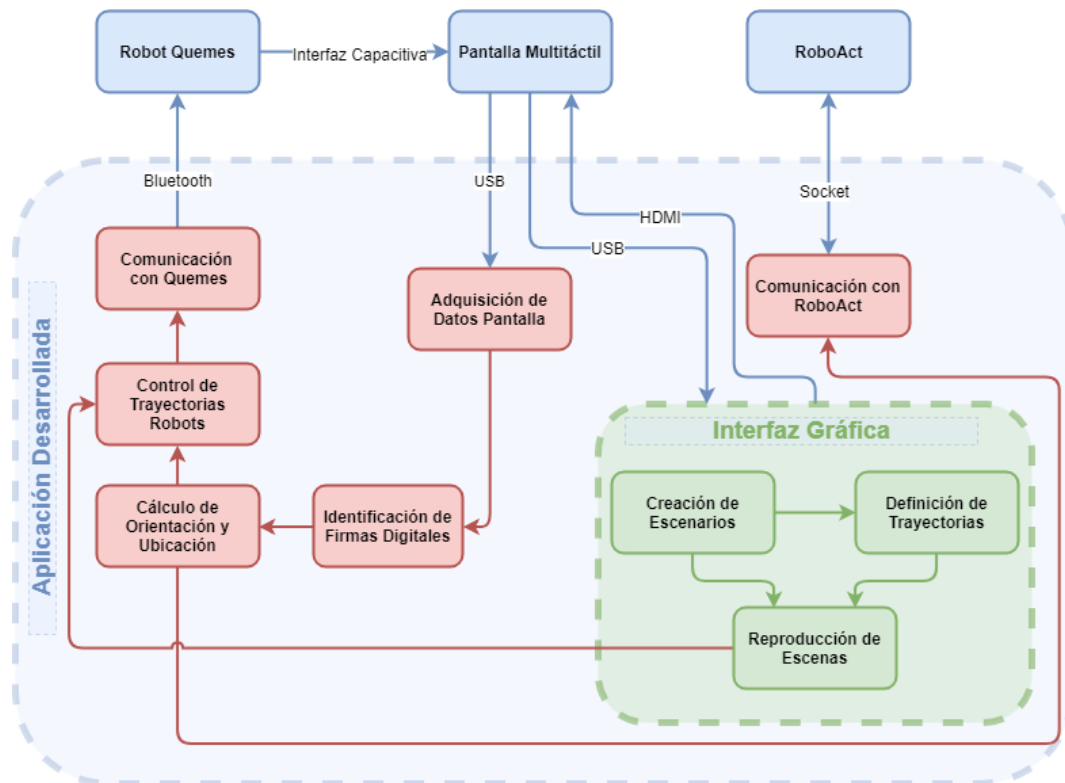 Robot Quemes
Interfaz Capacitiva
Pantalla Multitáctil
RoboAct
Bluetooth
USB
HDMI
USB
Socket
Aplicación Desarrollada
Comunicación
con Quemes
Adquisición de
Datos Pantalla
Comunicación con
RoboAct
Control de
Trayectorias
Robots
Cálculo de
Orientación y
Ubicación
Identificación de
Firmas Digitales
Interfaz Gráfica
Creación de
Escenarios
Definición de
Trayectorias
Reproducción de
Escenas